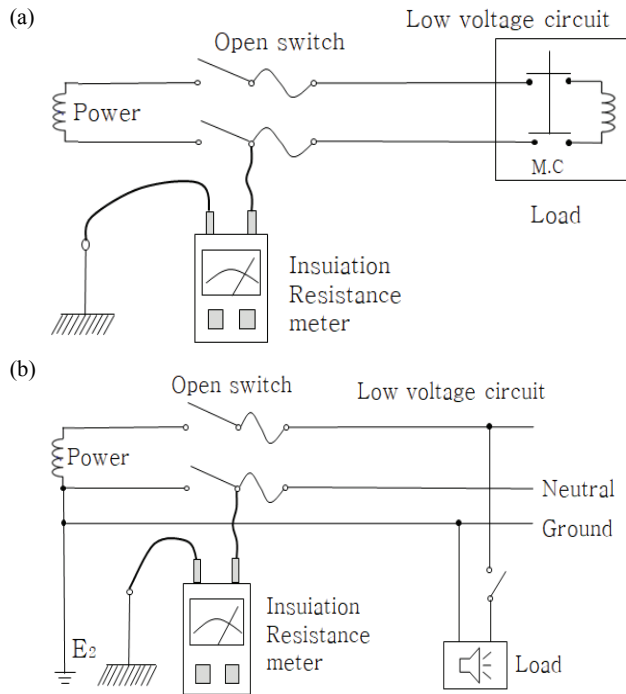 (a)
Low voltage circuit
Open switch
Power
M.C
Load
Insuiation
Resistance
meter
(b)
Open switch
Low voltage circuit
Power
Neutral
Ground
Insuiation
Resistance
meter
E2
Load